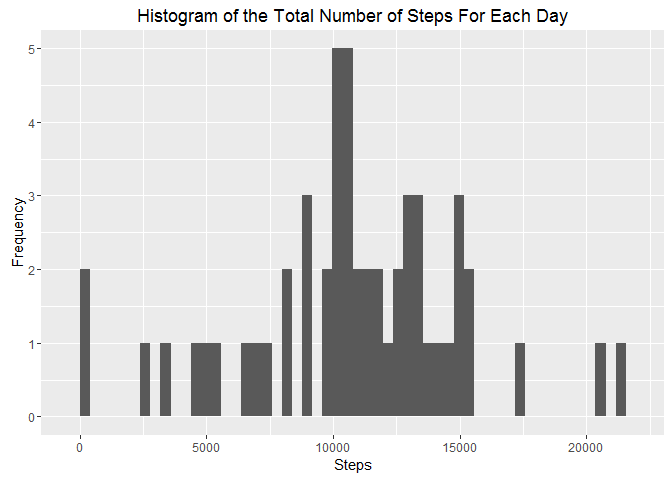 Histogram of the Total Number of Steps For Each Day
5
4
3
2
1
0
Frequency
0 5000 10000 15000 20000
Steps